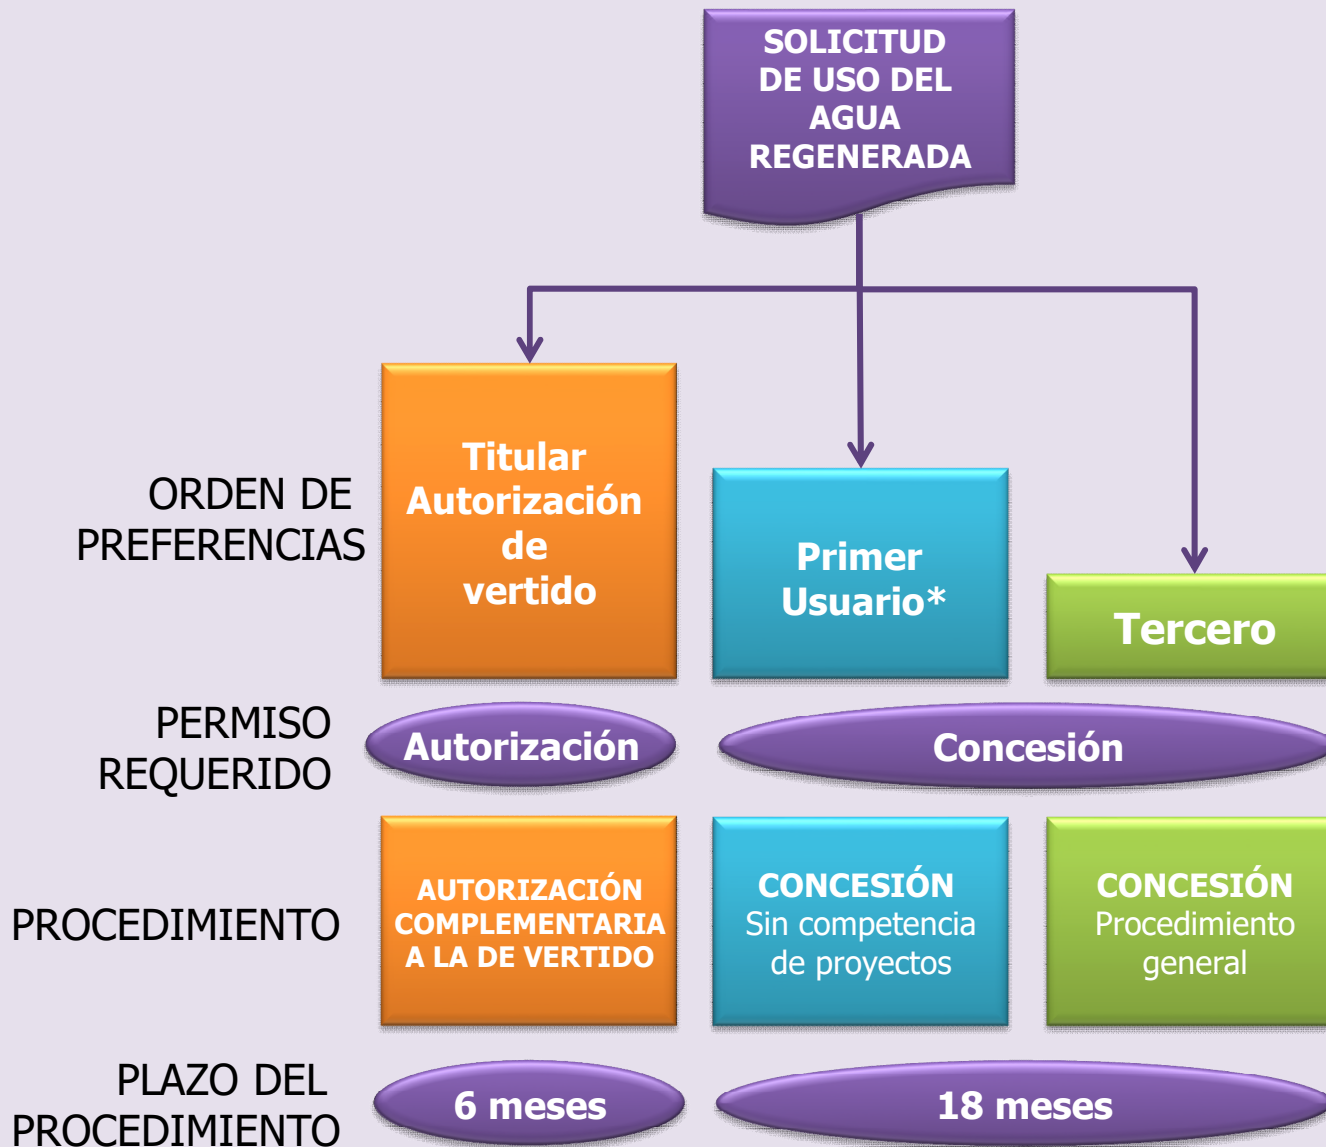 SOLICITUD
DE USO DEL
AGUA
REGENERADA
ORDEN DE
PREFERENCIAS
Titular
Autorización
de
vertido
Primer
Usuario*
Tercero
PERMISO
REQUERIDO
Autorización
Concesión
PROCEDIMIENTO
AUTORIZACIÓN
COMPLEMENTARIA
A LA DE VERTIDO
CONCESIÓN
Sin competencia
de proyectos
CONCESIÓN
Procedimiento
general
PLAZO DEL
PROCEDIMIENTO
6 meses
18 meses